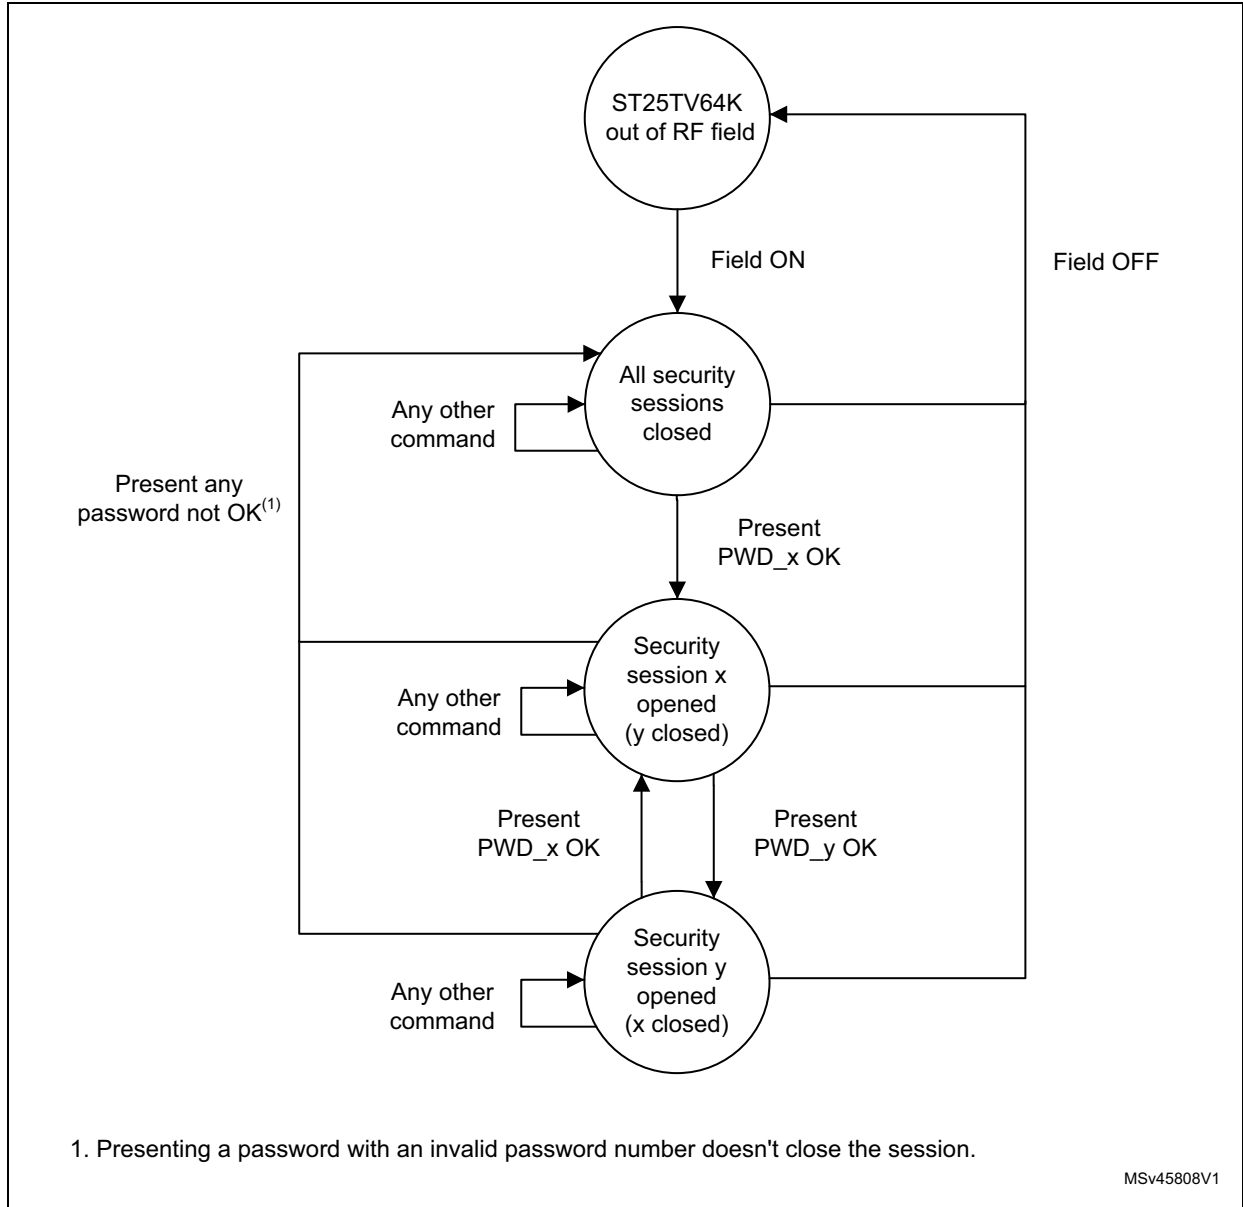 ST25TV64K
out of RF field
Field ON
Field OFF
All security
sessions
closed
Any other
command
Present any
password not OK(1)
Present
PWD_x OK
Security
session x
opened
(y closed)
Any other
command
Present
PWD_x OK
Present
PWD_y OK
Security
session y
opened
(x closed)
Any other
command
1. Presenting a password with an invalid password number doesn't close the session.
MSv45808V1